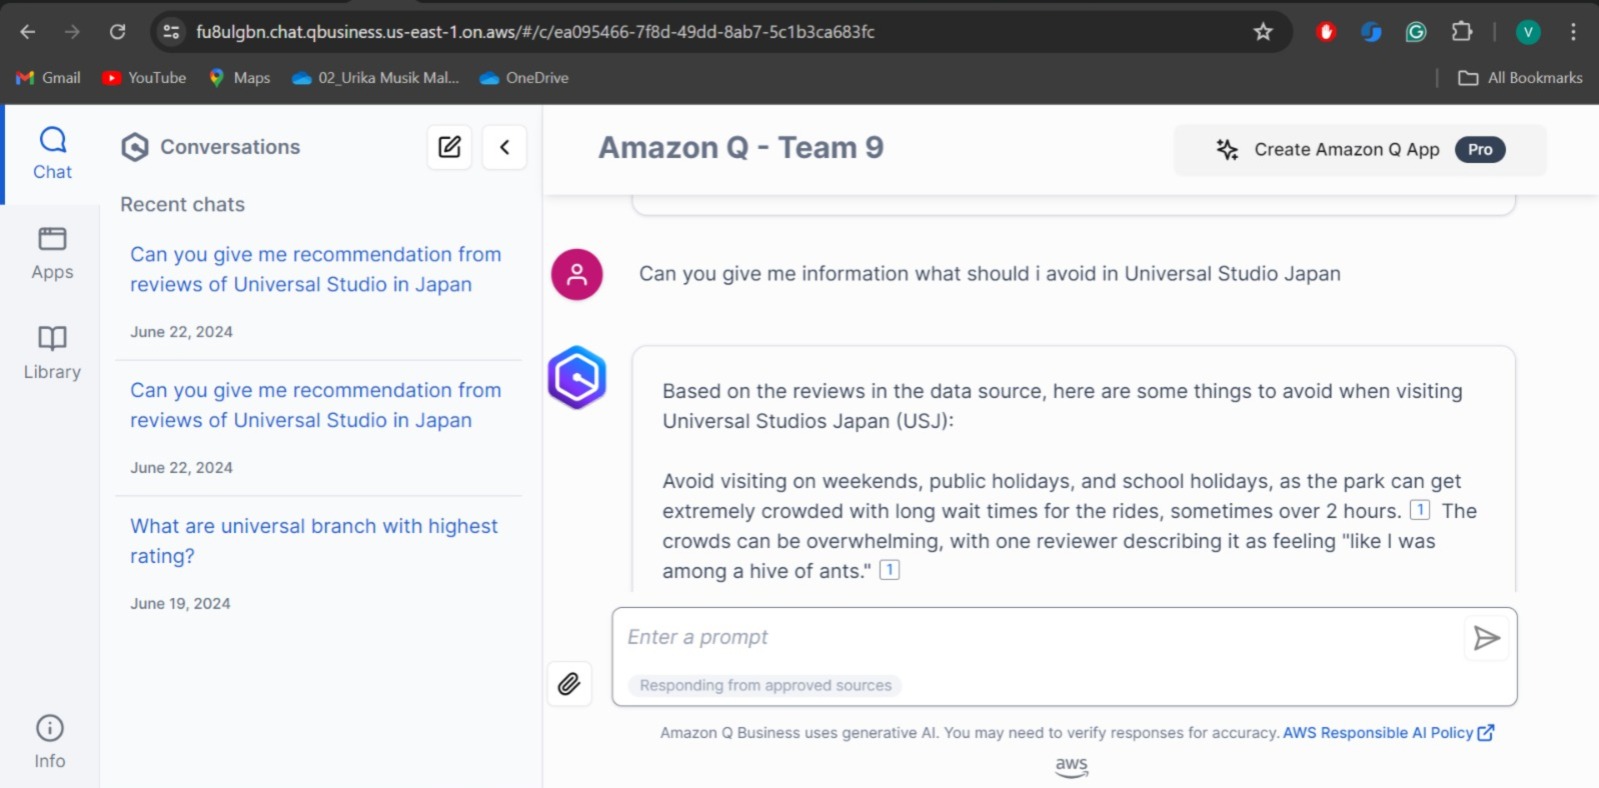 fu8ulgbn.chat.qbusiness.us-east-1.on.aws/#/c/ea095466-7f8d-49dd-8ab7-5c1b3ca683fc
V
Gmail
YouTube
Maps
02_Urika Musik Mal...
OneDrive
All Bookmarks
Chat
Apps
Library
Info
Conversations
Recent chats
Can you give me recommendation from
reviews of Universal Studio in Japan
June 22, 2024
Can you give me recommendation from
reviews of Universal Studio in Japan
June 22, 2024
What are universal branch with highest
rating?
June 19, 2024
Amazon Q - Team 9
Create Amazon Q App Pro
Can you give me information what should i avoid in Universal Studio Japan
Based on the reviews in the data source, here are some things to avoid when visiting
Universal Studios Japan (USJ):
Avoid visiting on weekends, public holidays, and school holidays, as the park can get
extremely crowded with long wait times for the rides, sometimes over 2 hours. 1 The
crowds can be overwhelming, with one reviewer describing it as feeling "like I was
among a hive of ants." 1
Enter a prompt
Responding from approved sources
Amazon Q Business uses generative AI. You may need to verify responses for accuracy. AWS Responsible AI Policy
aws